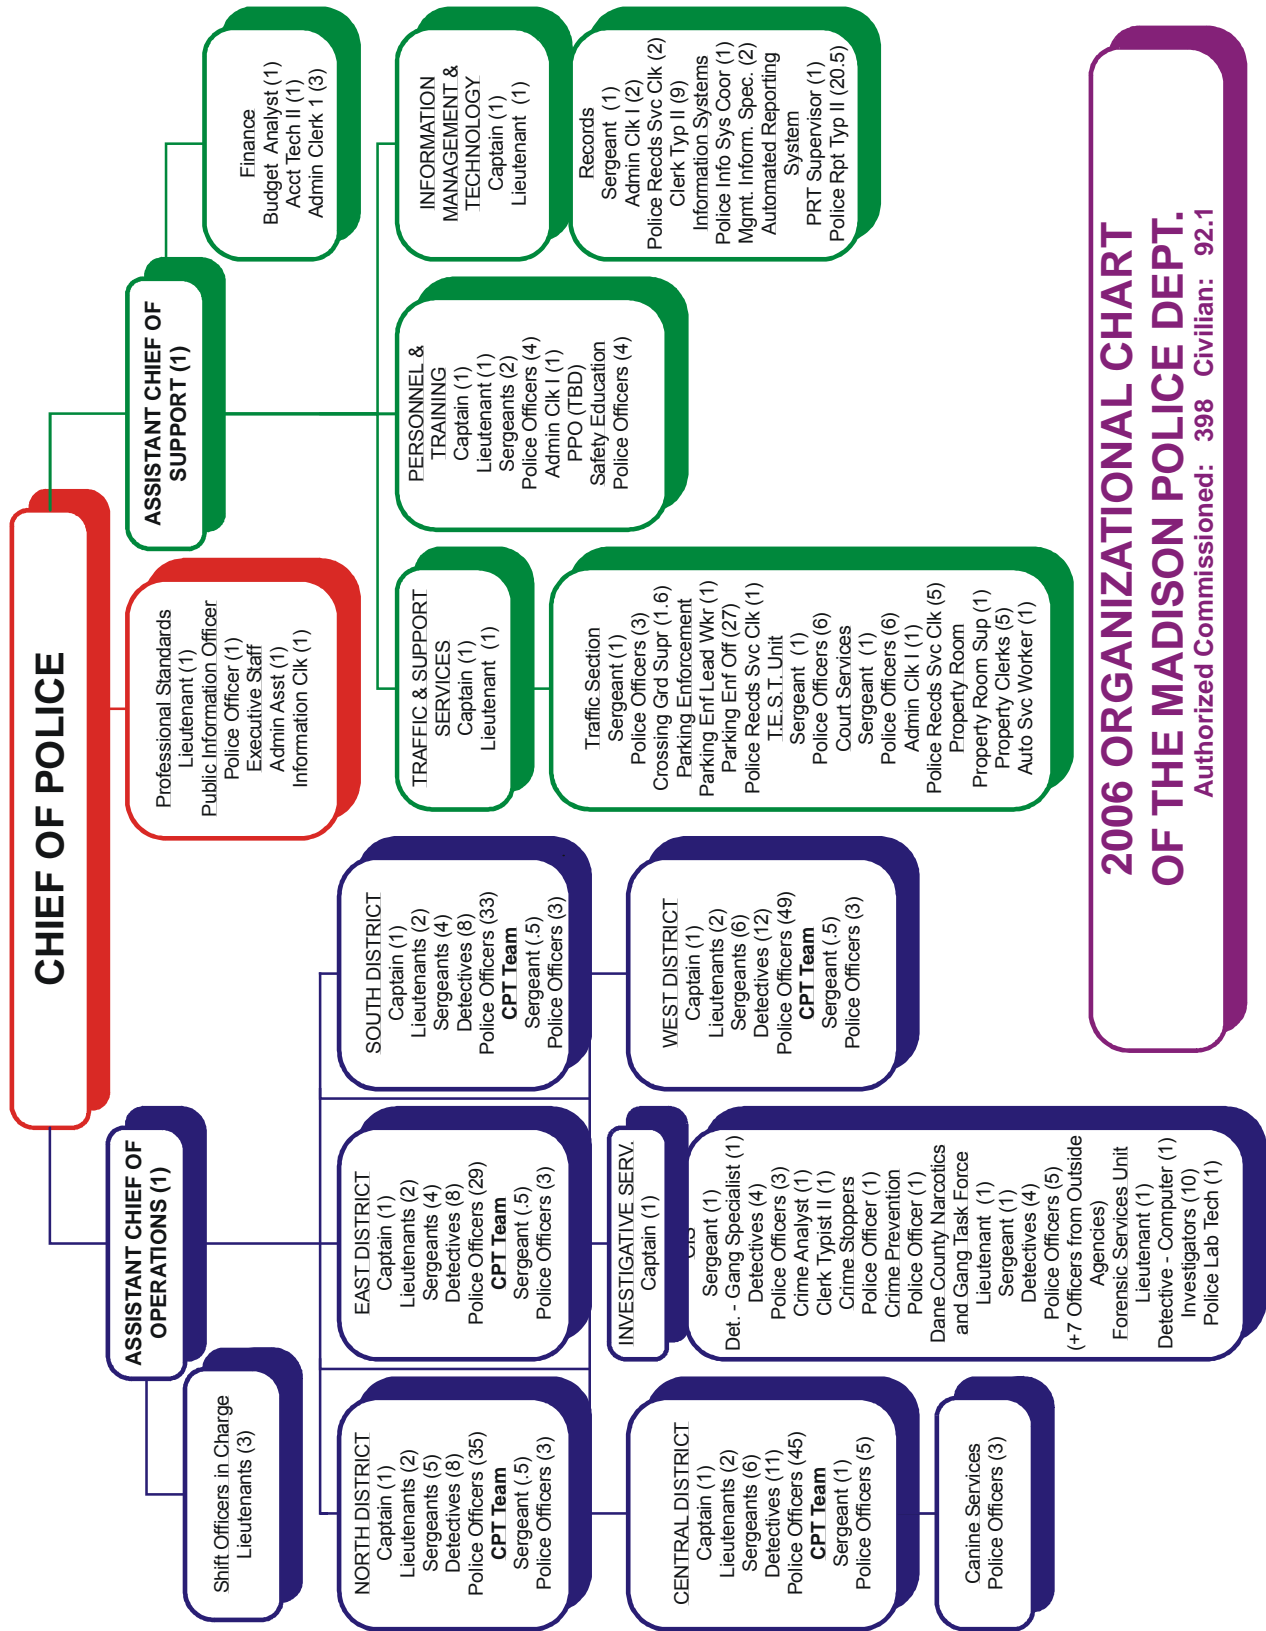 CHIEF OF POLICE
ASSISTANT CHIEF OF
OPERATIONS (1)
Shift Officers in Charge
Lieutenants (3)
NORTH DISTRICT
Captain (1)
Lieutenants (2)
Sergeants (5)
Detectives (8)
Police Officers (35)
CPT Team
Sergeant (.5)
Police Officers (3)
EAST DISTRICT
Captain (1)
Lieutenants (2)
Sergeants (4)
Detectives (8)
Police Officers (29)
CPT Team
Sergeant (.5)
Police Officers (3)
SOUTH DISTRICT
Captain (1)
Lieutenants (2)
Sergeants (4)
Detectives (8)
Police Officers (33)
CPT Team
Sergeant (.5)
Police Officers (3)
CENTRAL DISTRICT
Captain (1)
Lieutenants (2)
Sergeants (6)
Detectives (11)
Police Officers (45)
CPT Team
Sergeant (1)
Police Officers (5)
Canine Services
Police Officers (3)
INVESTIGATIVE SERV.
Captain (1)
Sergeant (1)
Det. - Gang Specialist (1)
Detectives (4)
Police Officers (3)
Crime Analyst (1)
Clerk Typist II (1)
Crime Stoppers
Police Officer (1)
Crime Prevention
Police Officer (1)
Dane County Narcotics
and Gang Task Force
Lieutenant (1)
Sergeant (1)
Detectives (4)
Police Officers (5)
(+7 Officers from Outside
Agencies)
Forensic Services Unit
Lieutenant (1)
Detective - Computer (1)
Investigators (10)
Police Lab Tech (1)
WEST DISTRICT
Captain (1)
Lieutenants (2)
Sergeants (6)
Detectives (12)
Police Officers (49)
CPT Team
Sergeant (.5)
Police Officers (3)
Professional Standards
Lieutenant (1)
Public Information Officer
Police Officer (1)
Executive Staff
Admin Asst (1)
Information Clk (1)
ASSISTANT CHIEF OF
SUPPORT (1)
Finance
Budget Analyst (1)
Acct Tech II (1)
Admin Clerk 1 (3)
TRAFFIC & SUPPORT
SERVICES
Captain (1)
Lieutenant (1)
Traffic Section
Sergeant (1)
Police Officers (3)
Crossing Grd Supr (1.6)
Parking Enforcement
Parking Enf Lead Wkr (1)
Parking Enf Off (27)
Police Recds Svc Clk (1)
T.E.S.T. Unit
Sergeant (1)
Police Officers (6)
Court Services
Sergeant (1)
Police Officers (6)
Admin Clk I (1)
Police Recds Svc Clk (5)
Property Room
Property Room Sup (1)
Property Clerks (5)
Auto Svc Worker (1)
PERSONNEL &
TRAINING
Captain (1)
Lieutenant (1)
Sergeants (2)
Police Officers (4)
Admin Clk I (1)
PPO (TBD)
Safety Education
Police Officers (4)
INFORMATION
MANAGEMENT &
TECHNOLOGY
Captain (1)
Lieutenant (1)
Records
Sergeant (1)
Admin Clk I (2)
Police Recds Svc Clk (2)
Clerk Typ II (9)
Information Systems
Police Info Sys Coor (1)
Mgmt. Inform. Spec. (2)
Automated Reporting
System
PRT Supervisor (1)
Police Rpt Typ II (20.5)
2006 ORGANIZATIONAL CHART
OF THE MADISON POLICE DEPT.
Authorized Commissioned: 398 Civilian: 92.1